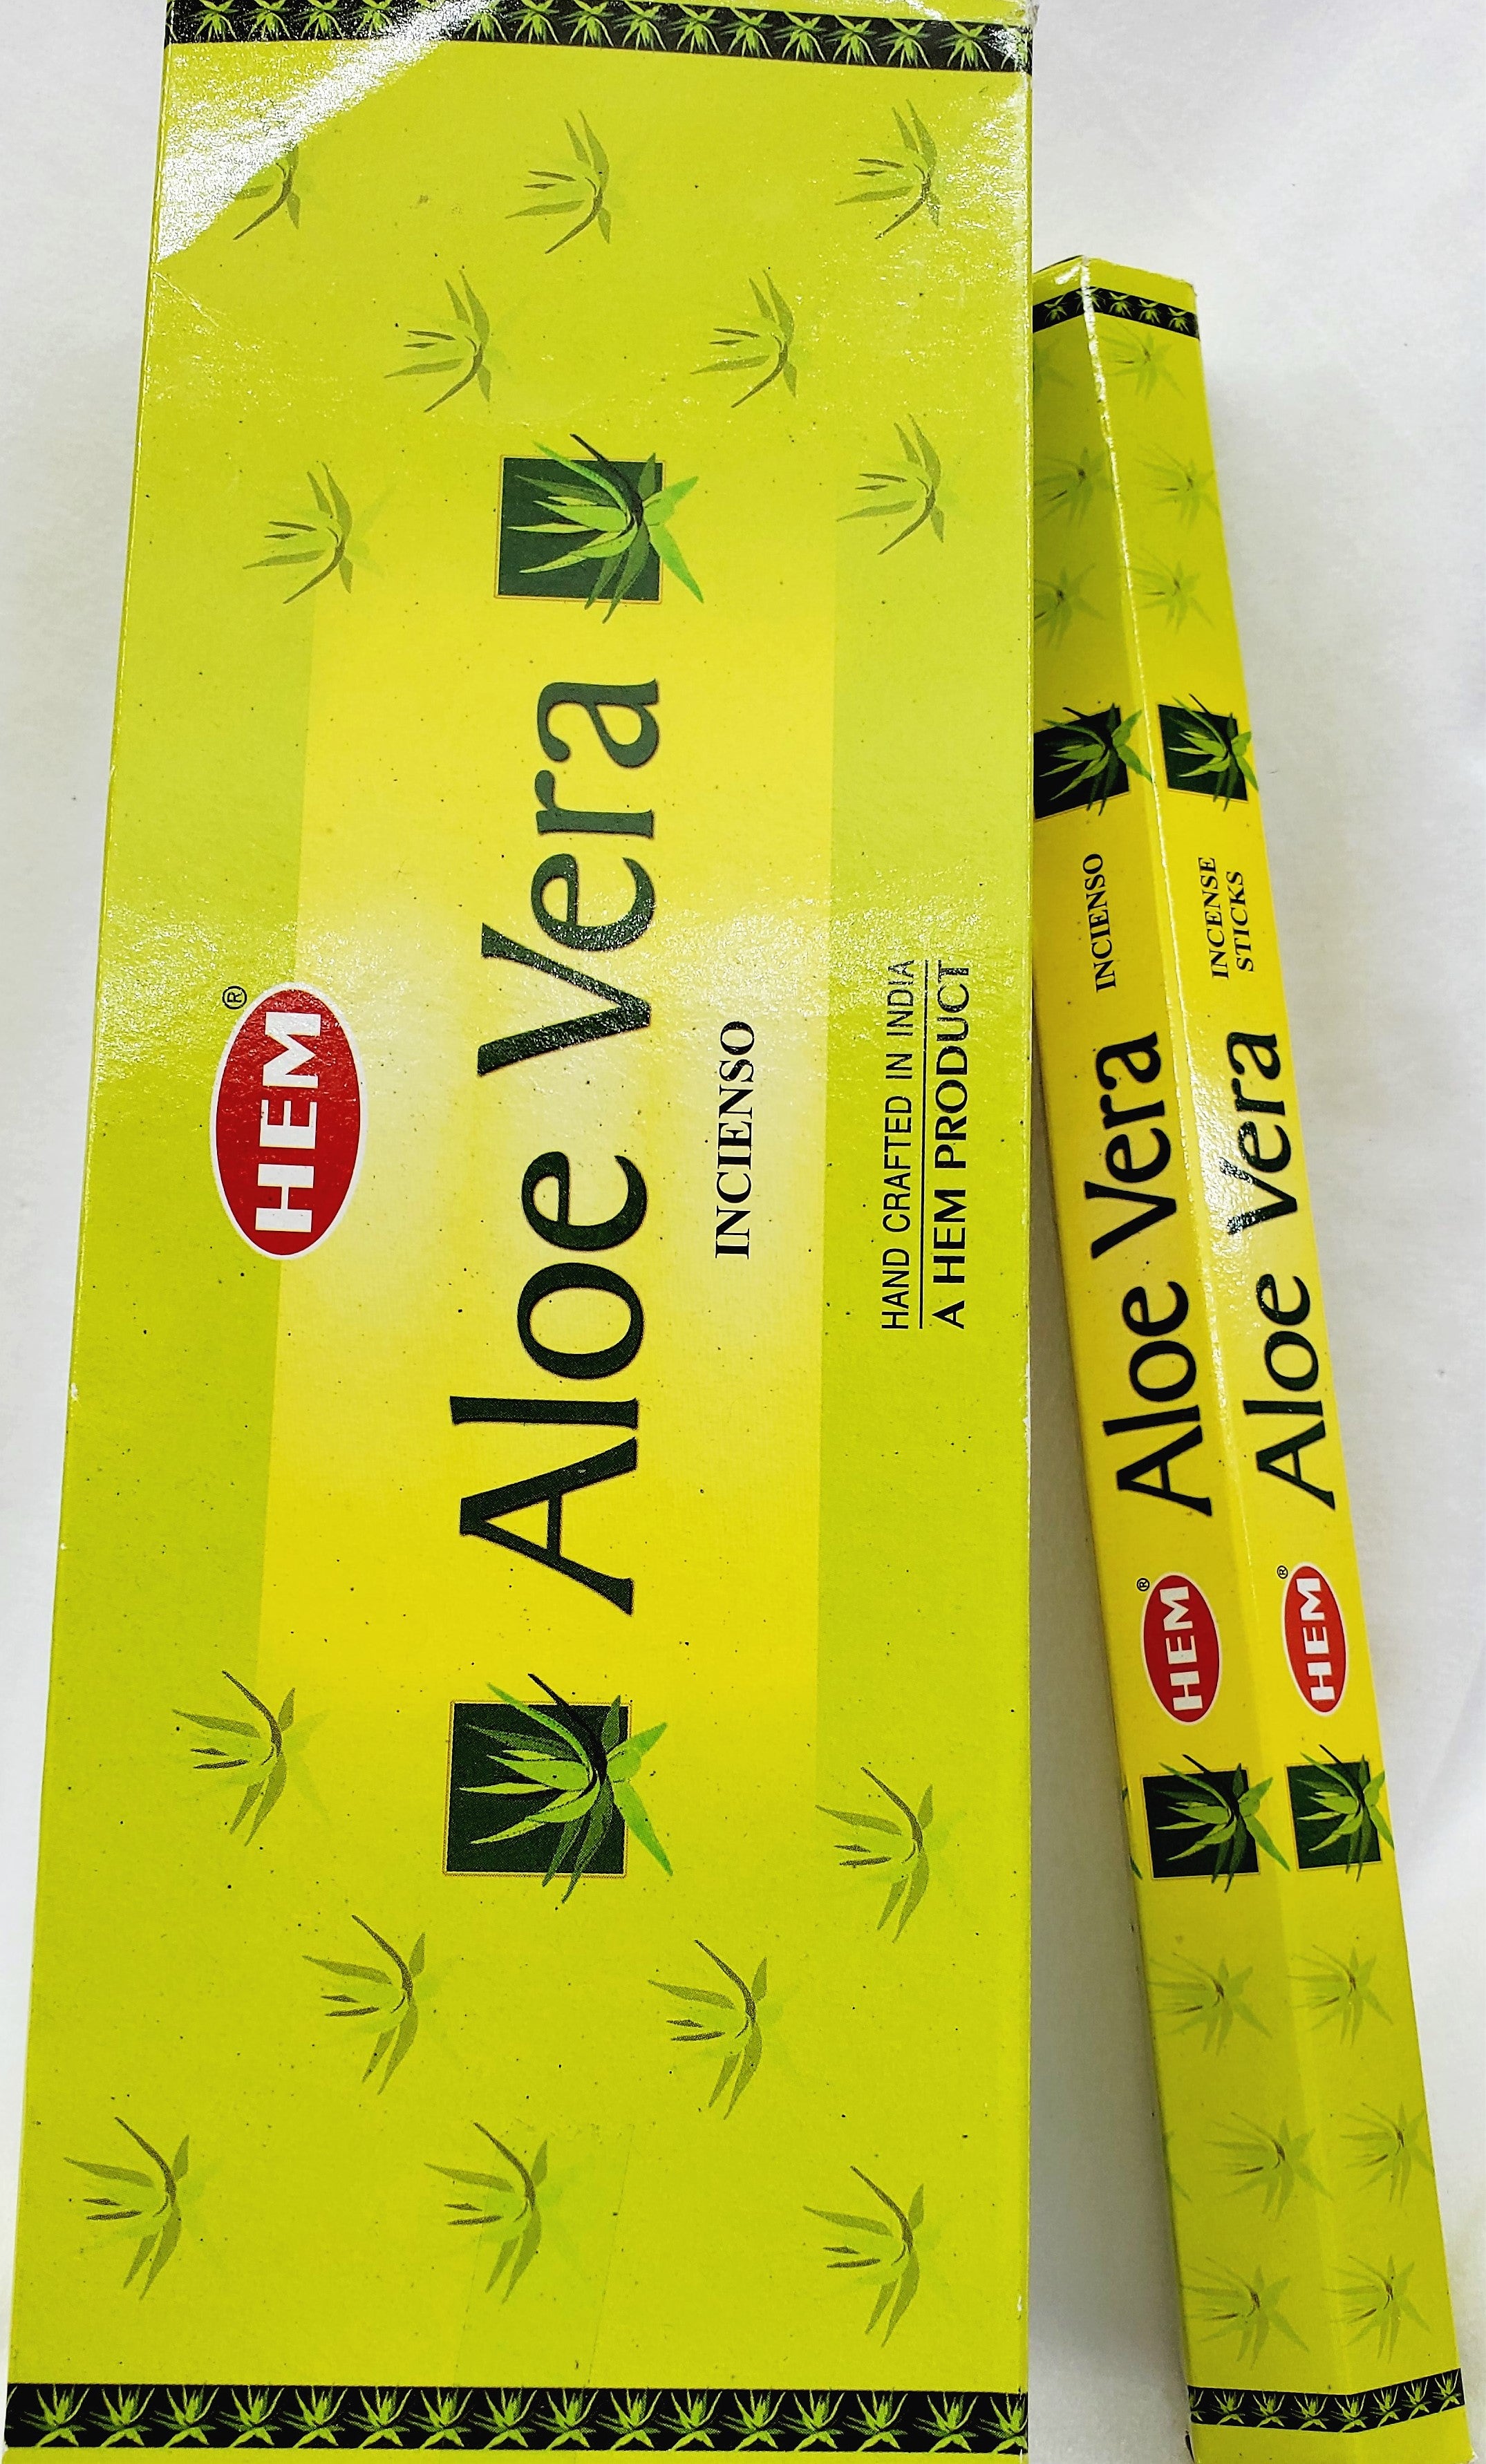 HEM®
Aloe Vera
INCIENSO
HAND CRAFTED IN INDIA
A HEM PRODUCT
HEM® Aloe Vera INCIENSO
HEM® Aloe Vera INCENSE
STICKS